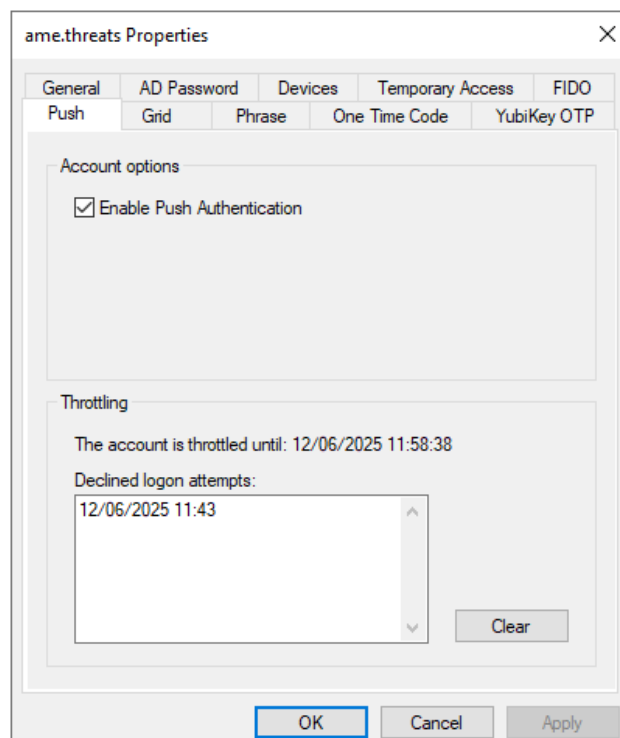 ame.threats Properties
General AD Password Devices Temporary Access FIDO
Push Grid Phrase One Time Code YubiKey OTP
Account options
Enable Push Authentication
Throttling
The account is throttled until: 12/06/2025 11:58:38
Declined logon attempts:
12/06/2025 11:43
Clear
OK Cancel Apply